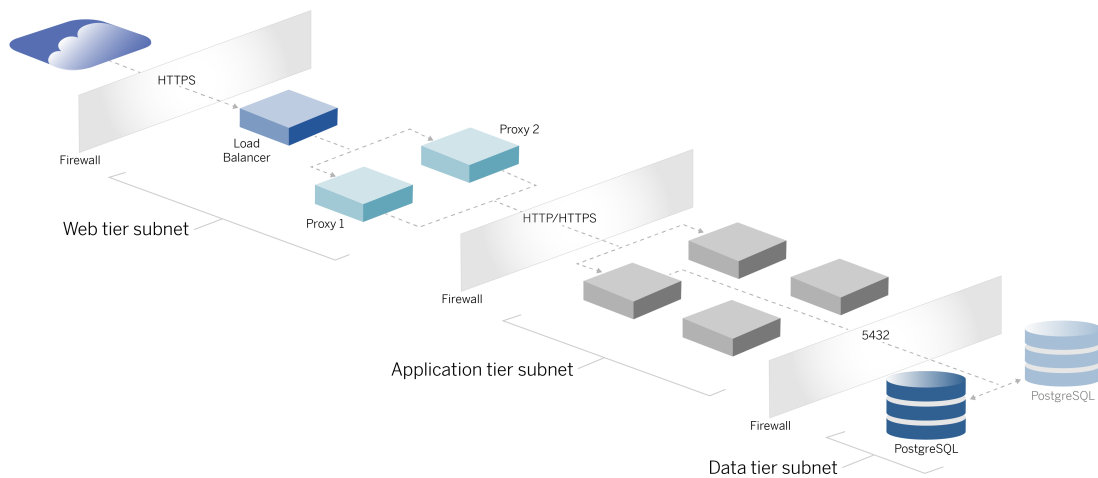 HTTPS
Firewall
Load
Balancer
Proxy 2
Proxy 1
Web tier subnet
HTTP/HTTPS
Firewall
Application tier subnet
5432
Firewall
PostgreSQL
PostgreSQL
Data tier subnet